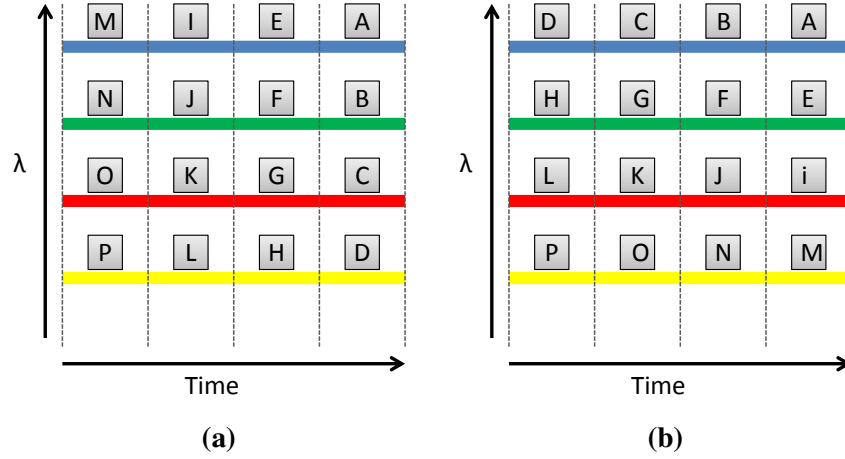 M I E A
N J F B
λ
O K G C
P L H D
Time
(a)
D C B A
H G F E
λ
L K J i
P O N M
Time
(b)